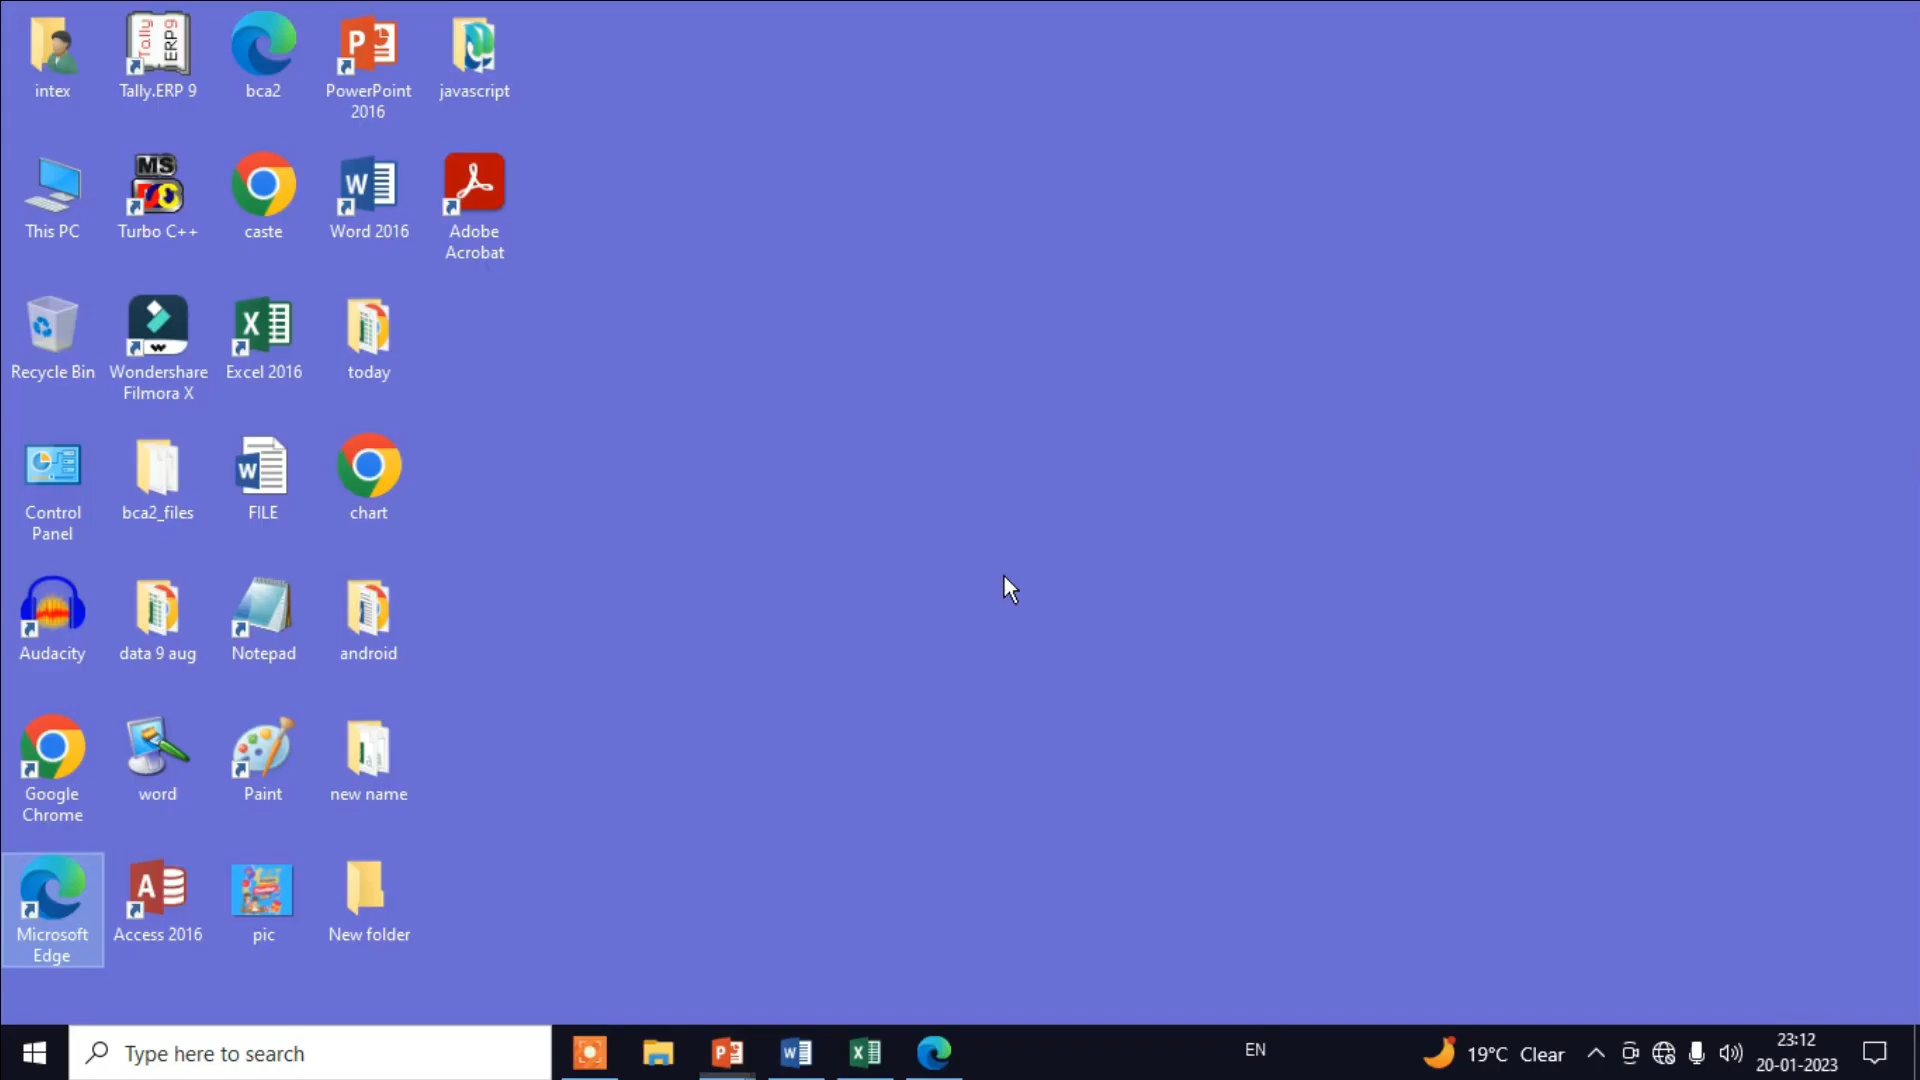 intex
Tally.ERP 9
bca2
PowerPoint
2016
javascript
This PC
Turbo C++
caste
Word 2016
Adobe
Acrobat
Recycle Bin
Wondershare
Filmora X
Excel 2016
today
Control
Panel
bca2_files
FILE
chart
Audacity
data 9 aug
Notepad
android
Google
Chrome
word
Paint
new name
Microsoft
Edge
Access 2016
pic
New folder
Type here to search
EN
19°C Clear
23:12
20-01-2023